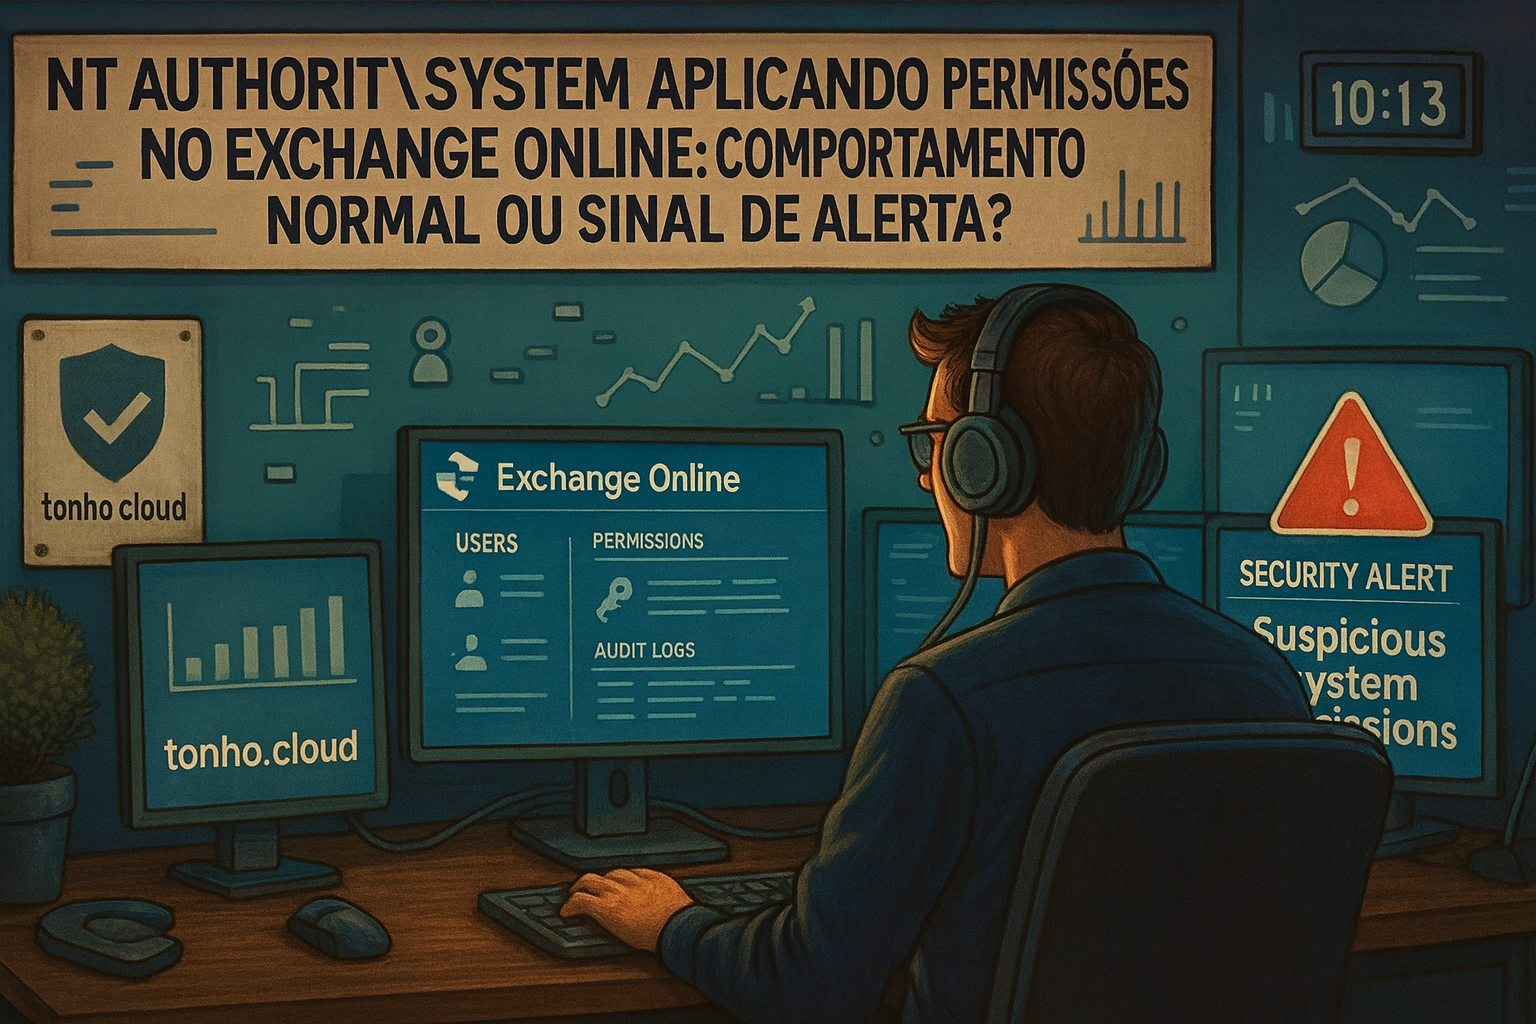 NT AUTHORIT\SYSTEM APLICANDO PERMISSÓES
NO EXCHANGE ONLINE: COMPORTAMENTO
NORMAL OU SINAL DE ALERTA?
10:13
tonho cloud
Exchange Online
USERS
PERMISSIONS
AUDIT LOGS
tonho.cloud
SECURITY ALERT
Suspicious